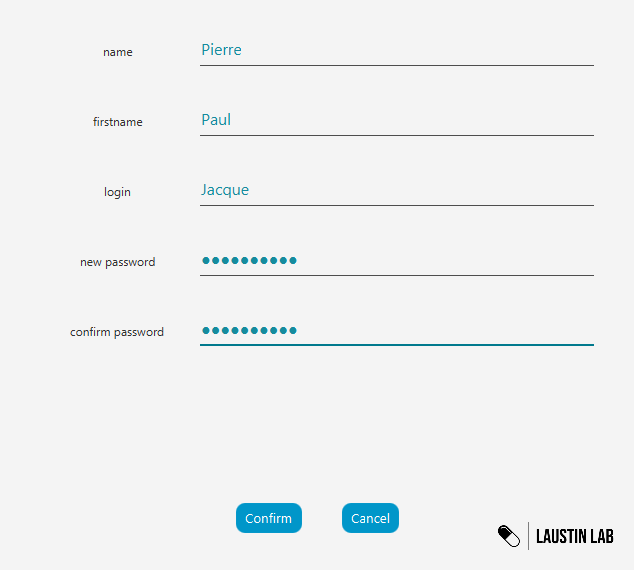 name Pierre
firstname Paul
login Jacque
new password ●●●●●●●●●●
confirm password ●●●●●●●●●●
Confirm Cancel
LAUSTIN LAB